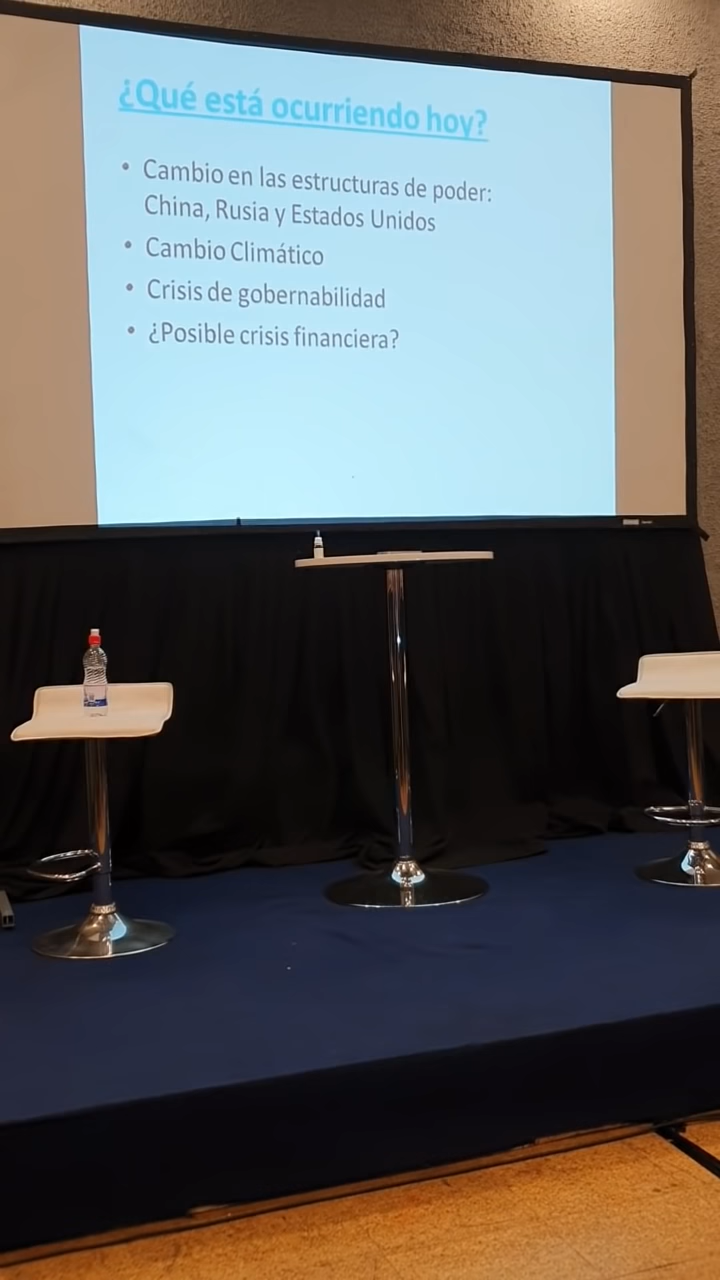 ¿Qué está ocurriendo hoy?
• Cambio en las estructuras de poder:
China, Rusia y Estados Unidos
• Cambio Climático
• Crisis de gobernabilidad
• ¿Posible crisis financiera?